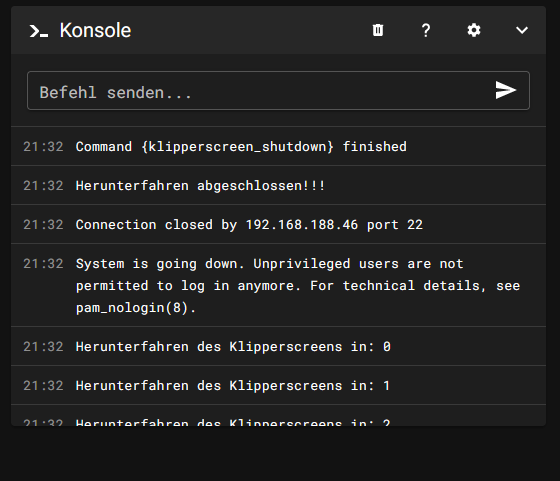 Konsole
Befehl senden...
21:32 Command {klipperscreen_shutdown} finished
21:32 Herunterfahren abgeschlossen!!!
21:32 Connection closed by 192.168.188.46 port 22
21:32 System is going down. Unprivileged users are not
permitted to log in anymore. For technical details, see
pam_nologin(8).
21:32 Herunterfahren des Klipperscreens in: 0
21:32 Herunterfahren des Klipperscreens in: 1
21:32 Herunterfahren des Klipperscreens in: 2